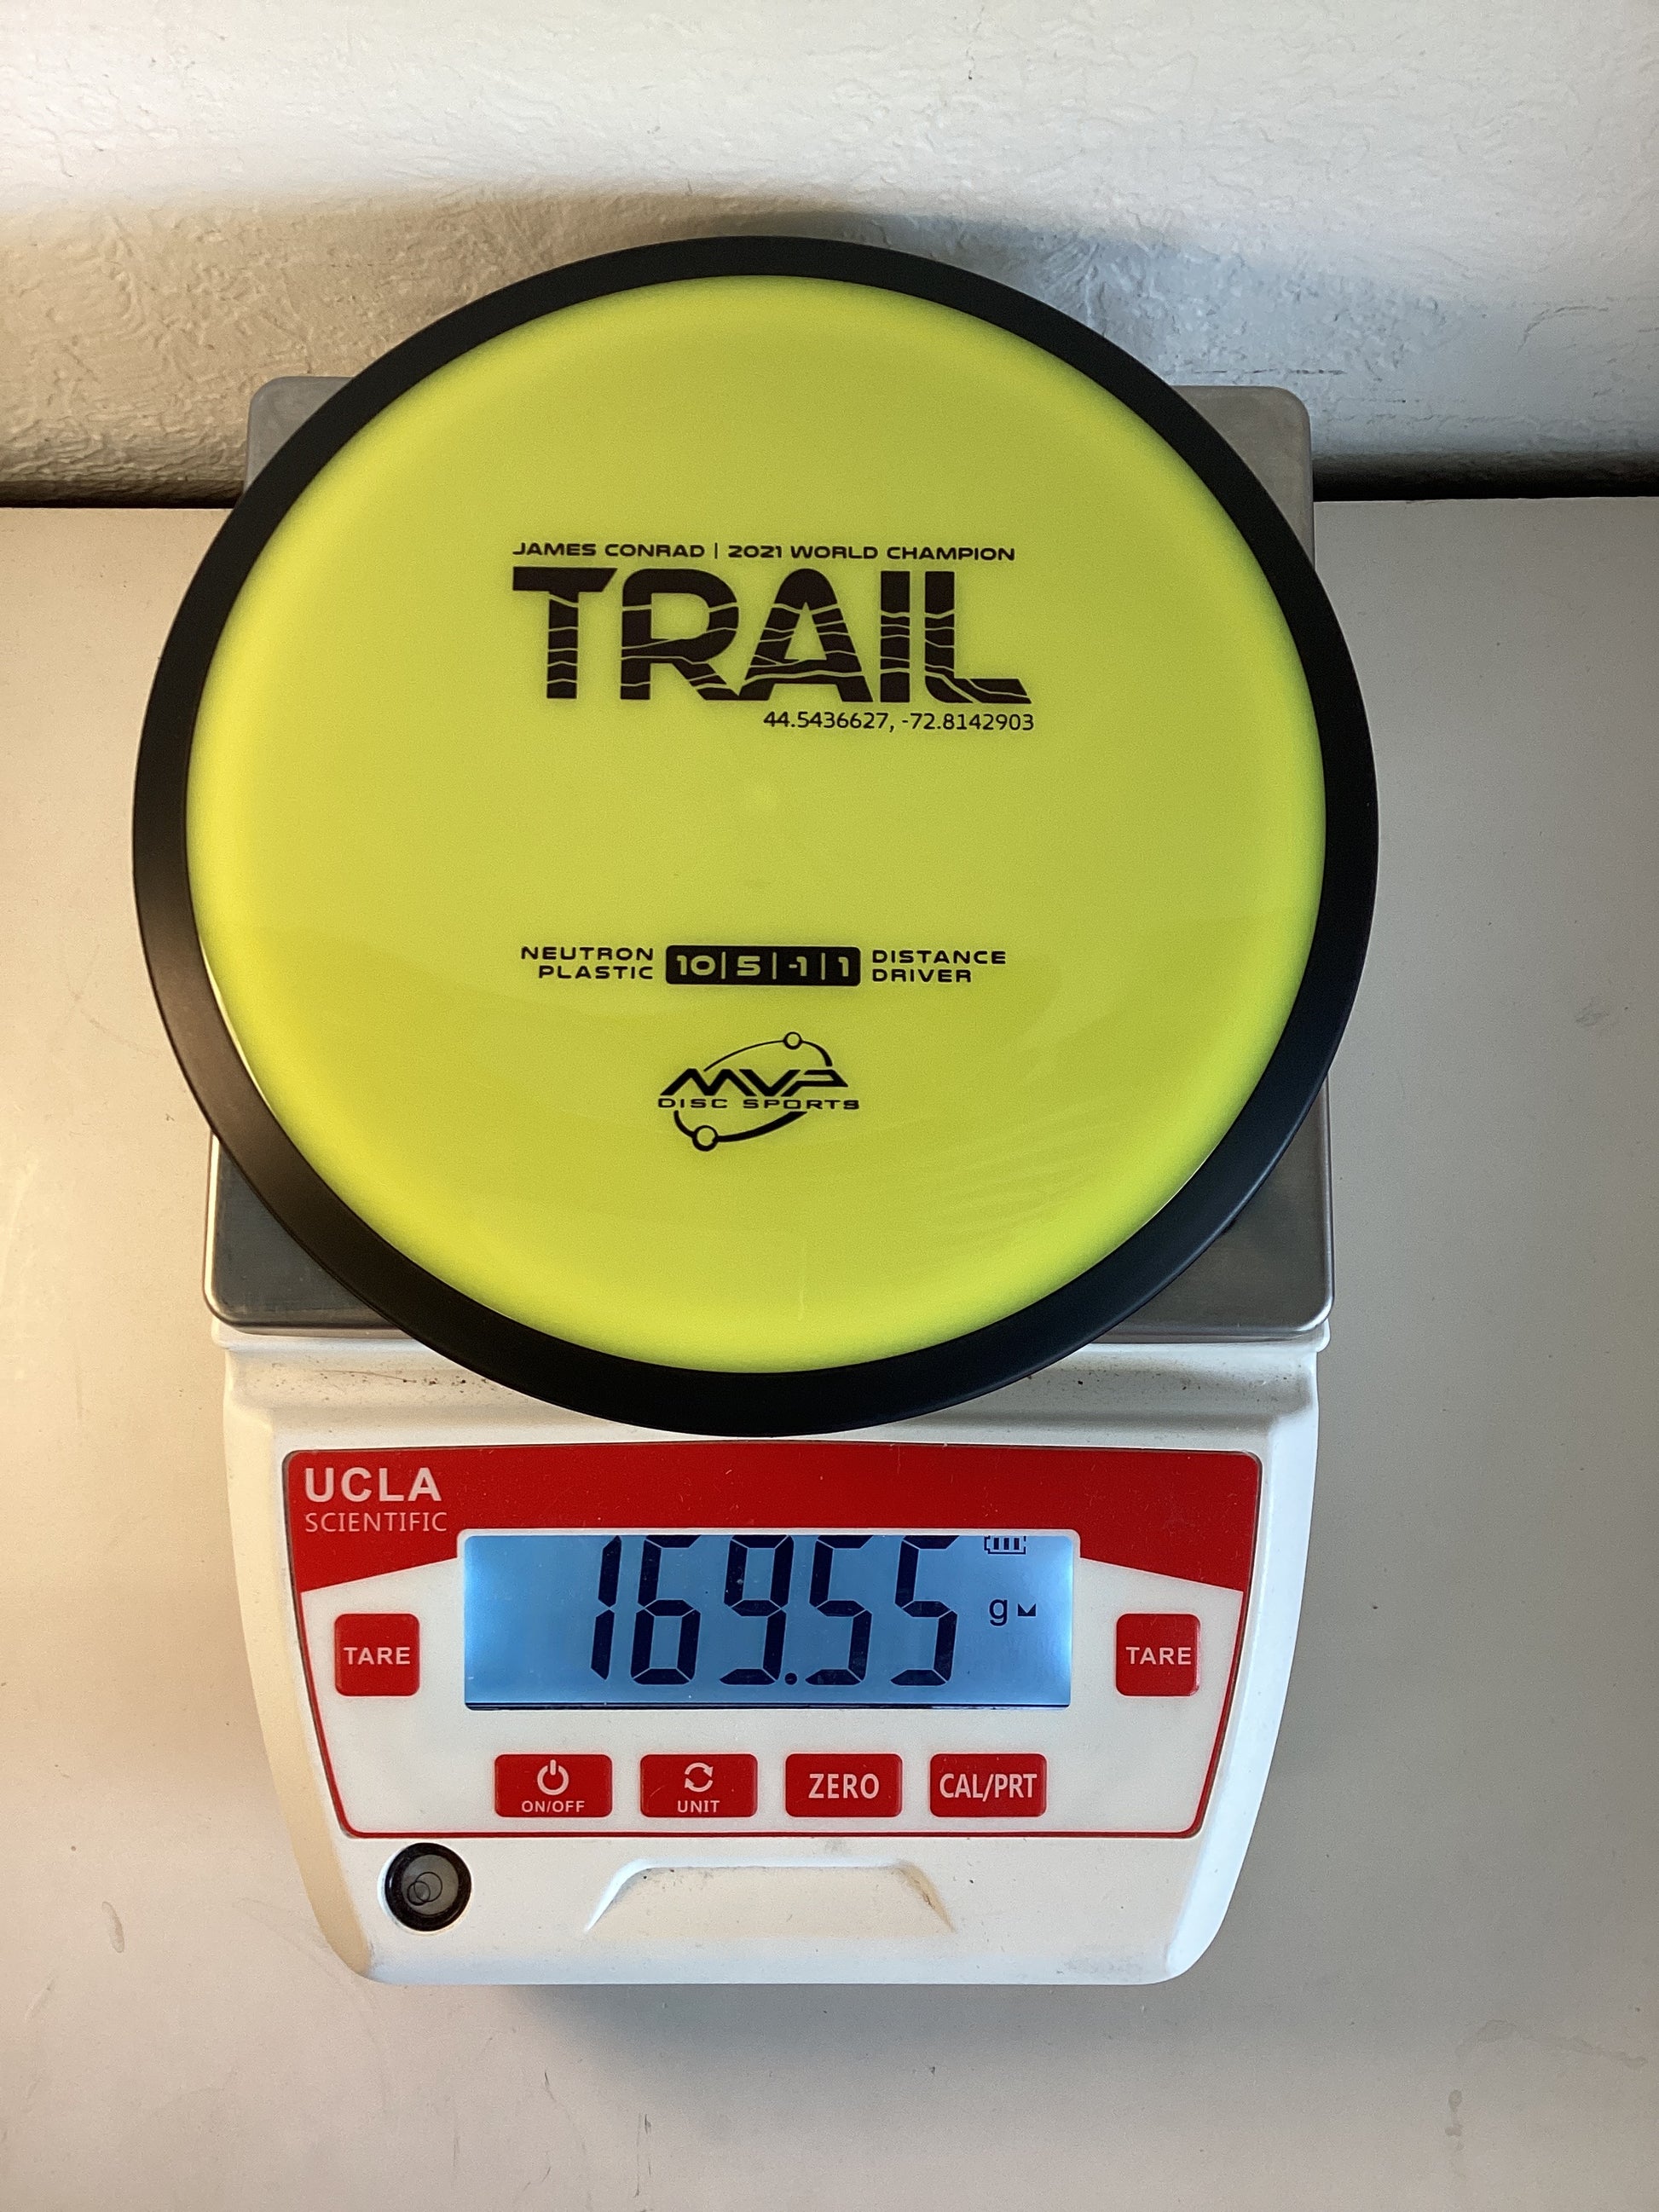 JAMES CONRAD | 2021 WORLD CHAMPION
TRAIL
44.5436627, -72.8142903
NEUTRON PLASTIC 10|5|-1|1 DISTANCE DRIVER
MVP
DISC SPORTS
UCLA
SCIENTIFIC
169.55 g
TARE
TARE
ON/OFF
UNIT
ZERO
CAL/PRT